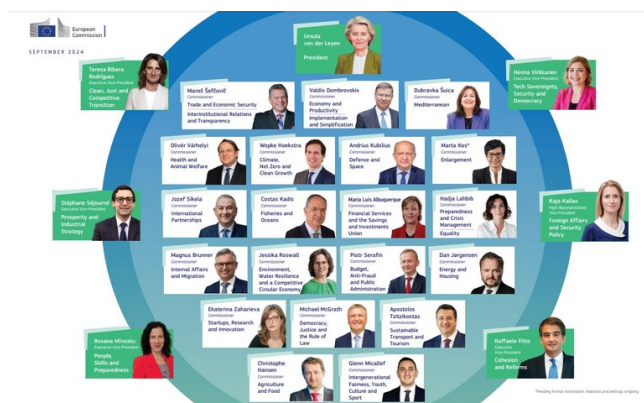 European
Commission
SEPTEMBER 2024
Ursula
von der Leyen
President
Teresa Ribera
Rodríguez
Executive Vice-President
Clean, Just and
Competitive
Transition
Henna Virkkunen
Executive Vice-President
Tech Sovereignty,
Security and
Democracy
Maroš Šefčovič
Commissioner
Trade and Economic Security
Interinstitutional Relations
and Transparency
Valdis Dombrovskis
Commissioner
Economy and
Productivity
Implementation
and Simplification
Dubravka Šuica
Commissioner
Mediterranean
Olivér Várhelyi
Commissioner
Health and
Animal Welfare
Wopke Hoekstra
Commissioner
Climate,
Net Zero and
Clean Growth
Andrius Kubilius
Commissioner
Defence and
Space
Marta Kos*
Commissioner
Enlargement
Stéphane Séjourné
Executive Vice-President
Prosperity and
Industrial
Strategy
Jozef Síkela
Commissioner
International
Partnerships
Costas Kadis
Commissioner
Fisheries and
Oceans
Maria Luís Albuquerque
Commissioner
Financial Services
and the Savings
and Investments
Union
Hadja Lahbib
Commissioner
Preparedness
and Crisis
Management
Equality
Kaja Kallas
High Representative
Vice-President
Foreign Affairs
and Security
Policy
Magnus Brunner
Commissioner
Internal Affairs
and Migration
Jessika Roswall
Commissioner
Environment,
Water Resilience
and a Competitive
Circular Economy
Piotr Serafin
Commissioner
Budget,
Anti-Fraud
and Public
Administration
Dan Jørgensen
Commissioner
Energy and
Housing
Ekaterina Zaharieva
Commissioner
Startups, Research
and Innovation
Michael McGrath
Commissioner
Democracy,
Justice and
the Rule of
Law
Apostolos
Tzitzikostas
Commissioner
Sustainable
Transport and
Tourism
Roxana Mînzatu
Executive Vice-President
People,
Skills and
Preparedness
Raffaele Fitto
Executive
Vice-President
Cohesion
and Reforms
Christophe
Hansen
Commissioner
Agriculture
and Food
Glenn Micallef
Commissioner
Intergenerational
Fairness, Youth,
Culture and
Sport
*Pending formal nomination. National proceedings ongoing